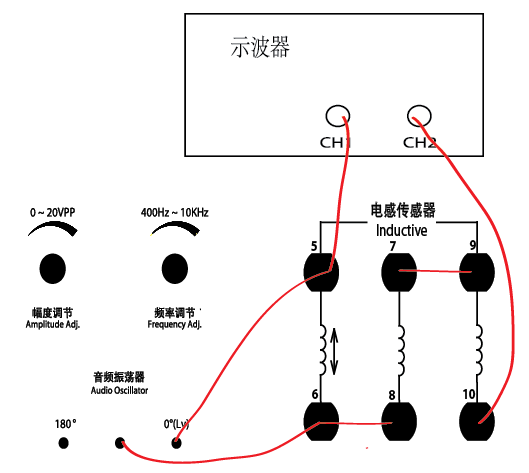 示波器
CH1 CH2
0 ~ 20VPP 400Hz ~ 10KHz
电感传感器
Inductive
5 7 9
幅度调节 频率调节
Amplitude Adj. Frequency Adj.
音频振荡器
Audio Oscillator
6 8 10
180° 0°(Lv)